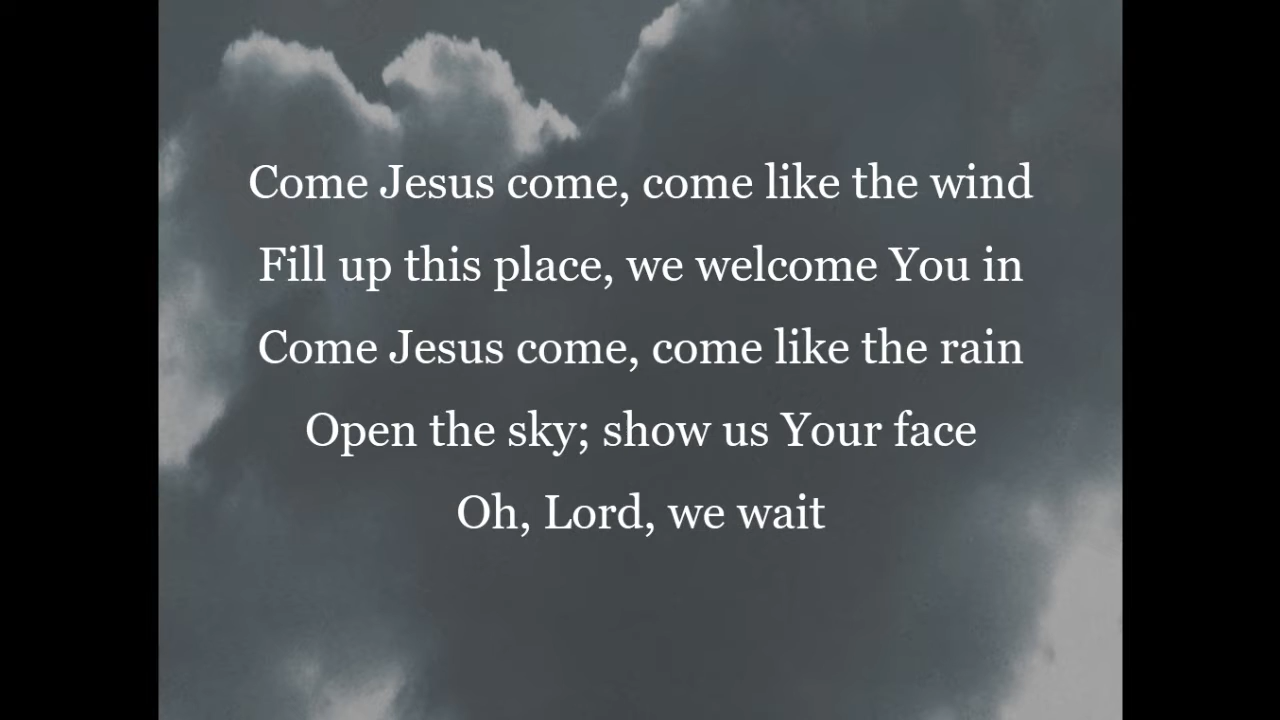 Come Jesus come, come like the wind
Fill up this place, we welcome You in
Come Jesus come, come like the rain
Open the sky; show us Your face
Oh, Lord, we wait